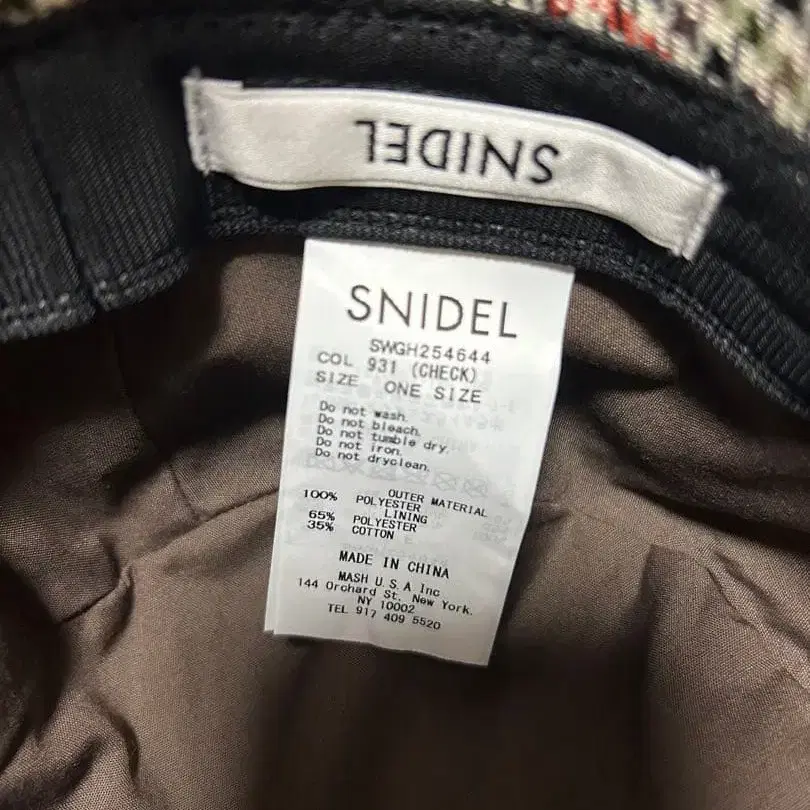 SNIDEL
SNIDEL
SWGH254644
COL 931 (CHECK)
SIZE ONE SIZE
Do not wash.
Do not bleach.
Do not tumble dry.
Do not iron.
Do not dryclean.
OUTER MATERIAL
100% POLYESTER
LINING
65% POLYESTER
35% COTTON
MADE IN CHINA
MASH U.S.A Inc
144 Orchard St. New York.
NY 10002
TEL 917 409 5520